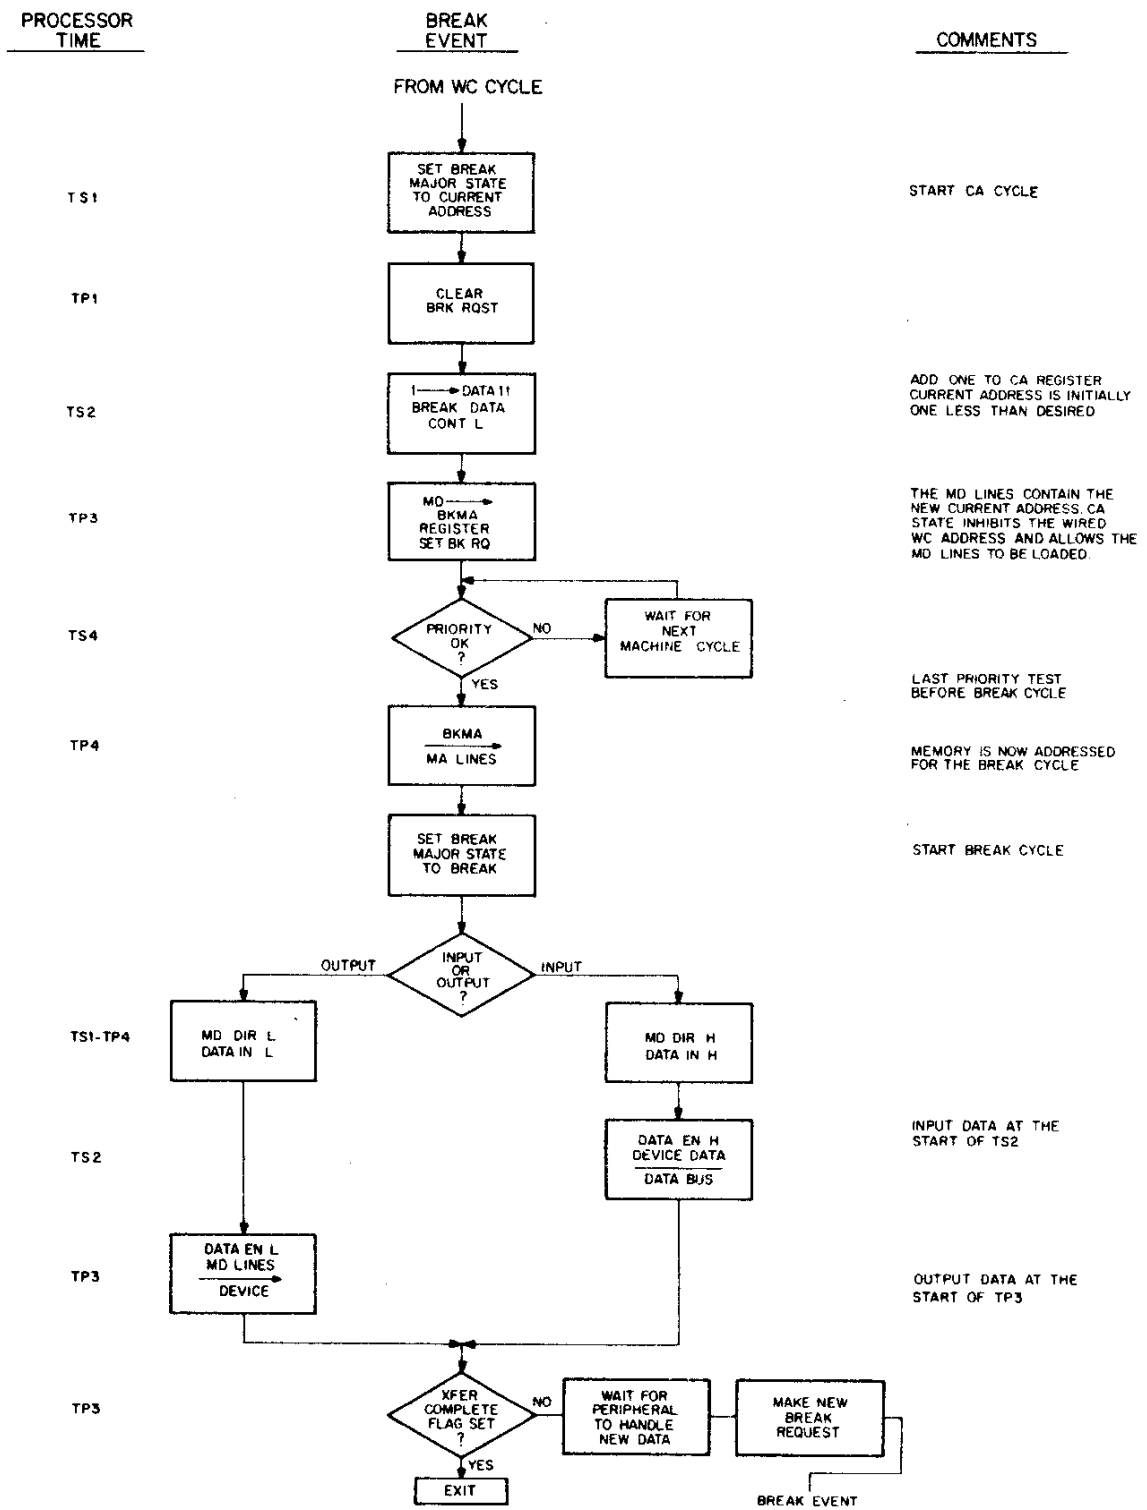 PROCESSOR
TIME
BREAK
EVENT
COMMENTS
FROM WC CYCLE
TS1
SET BREAK
MAJOR STATE
TO CURRENT
ADDRESS
START CA CYCLE
TP1
CLEAR
BRK RQST
TS2
1 → DATA 11
BREAK DATA
CONT L
ADD ONE TO CA REGISTER
CURRENT ADDRESS IS INITIALLY
ONE LESS THAN DESIRED
TP3
MD →
BKMA
REGISTER
SET BK RQ
THE MD LINES CONTAIN THE
NEW CURRENT ADDRESS. CA
STATE INHIBITS THE WIRED
WC ADDRESS AND ALLOWS THE
MD LINES TO BE LOADED.
TS4
PRIORITY
OK
?
NO
WAIT FOR
NEXT
MACHINE CYCLE
YES
LAST PRIORITY TEST
BEFORE BREAK CYCLE
TP4
BKMA
→
MA LINES
MEMORY IS NOW ADDRESSED
FOR THE BREAK CYCLE
SET BREAK
MAJOR STATE
TO BREAK
START BREAK CYCLE
INPUT
OR
OUTPUT
?
OUTPUT
INPUT
TS1-TP4
MD DIR L
DATA IN L
MD DIR H
DATA IN H
TS2
DATA EN H
DEVICE DATA
DATA BUS
INPUT DATA AT THE
START OF TS2
TP3
DATA EN L
MD LINES
→
DEVICE
OUTPUT DATA AT THE
START OF TP3
TP3
XFER
COMPLETE
FLAG SET
?
NO
WAIT FOR
PERIPHERAL
TO HANDLE
NEW DATA
MAKE NEW
BREAK
REQUEST
YES
EXIT
BREAK EVENT